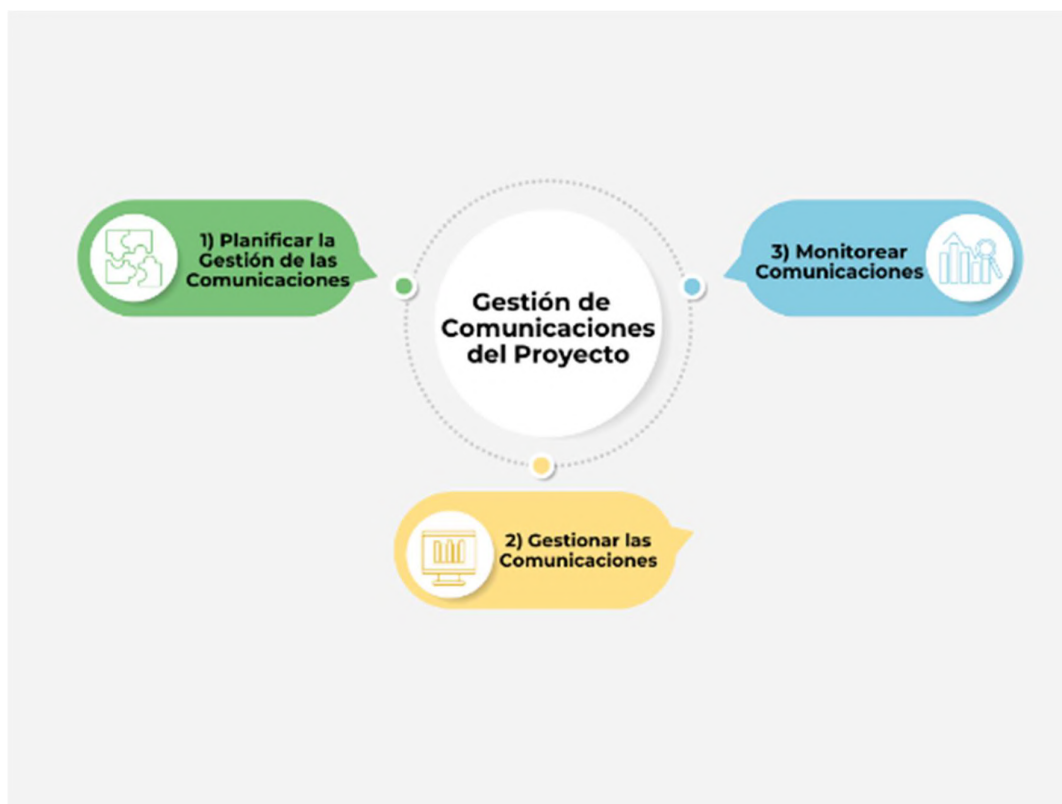 1) Planificar la
Gestión de las
Comunicaciones
Gestión de
Comunicaciones
del Proyecto
3) Monitorear
Comunicaciones
2) Gestionar las
Comunicaciones